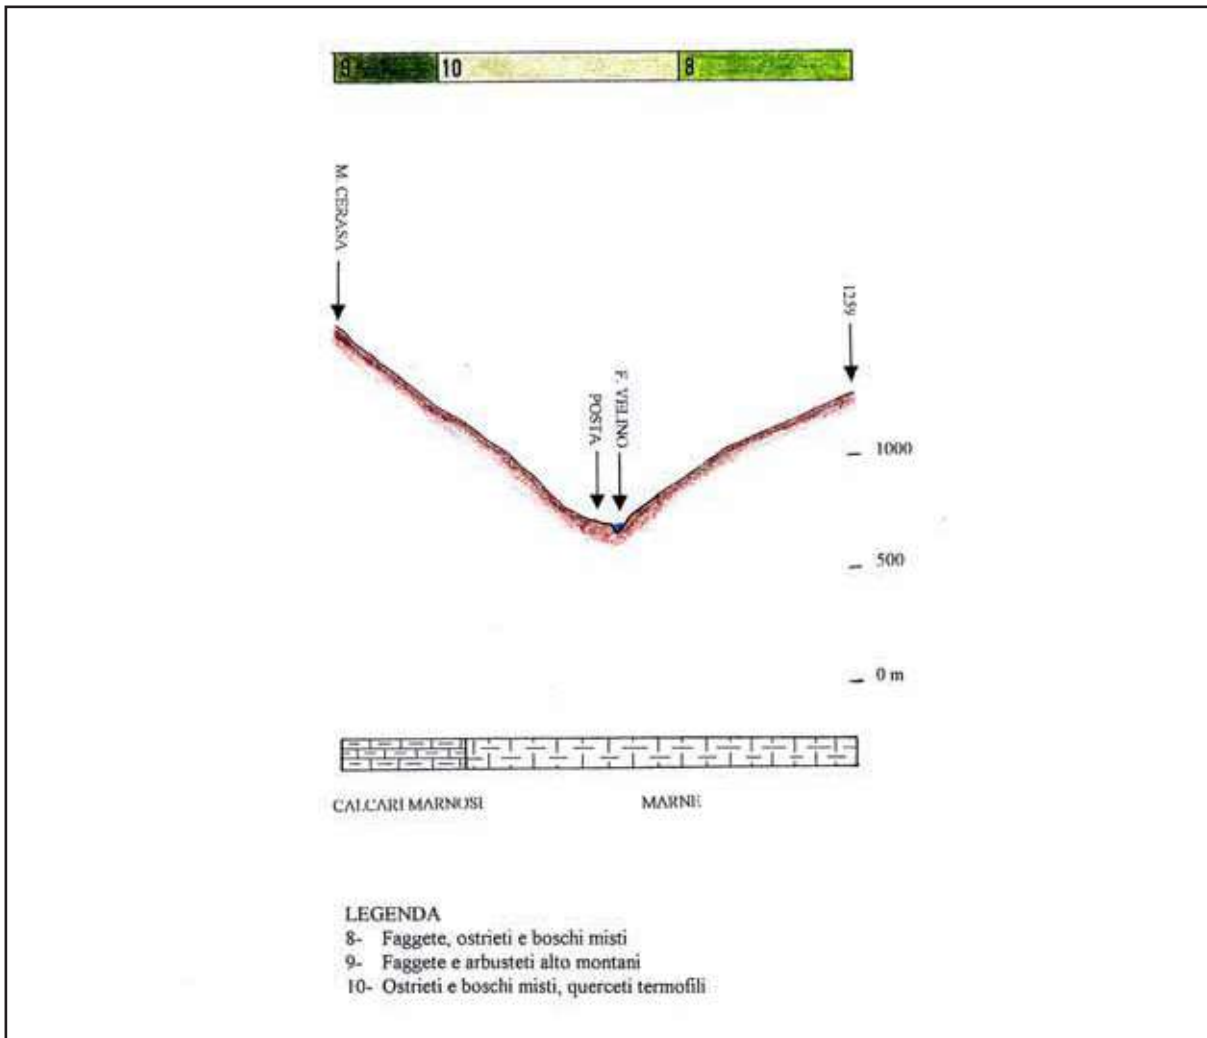 9 10 8
M. CERASA
1259
F. VELINO
POSTA
1000
500
0 m
CALCARI MARNOSI MARNE
LEGENDA
8- Faggete, ostrieti e boschi misti
9- Faggete e arbusteti alto montani
10- Ostrieti e boschi misti, querceti termofili